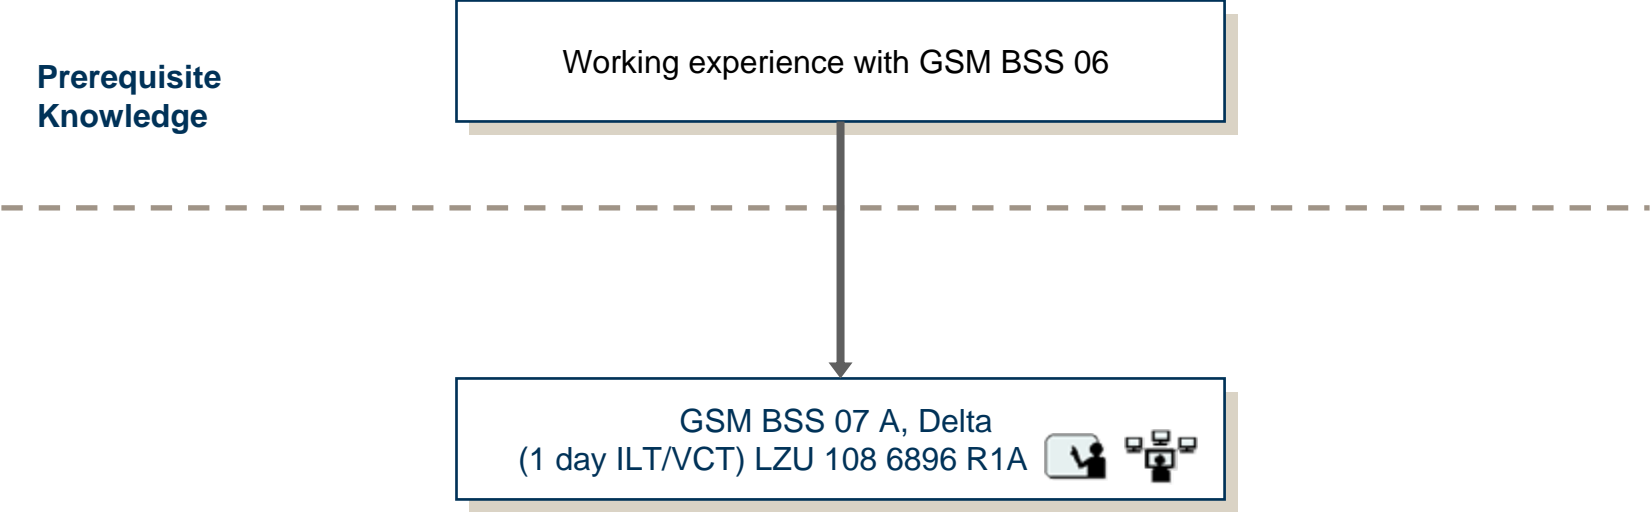 Prerequisite
Knowledge
Working experience with GSM BSS 06
GSM BSS 07 A, Delta
(1 day ILT/VCT) LZU 108 6896 R1A